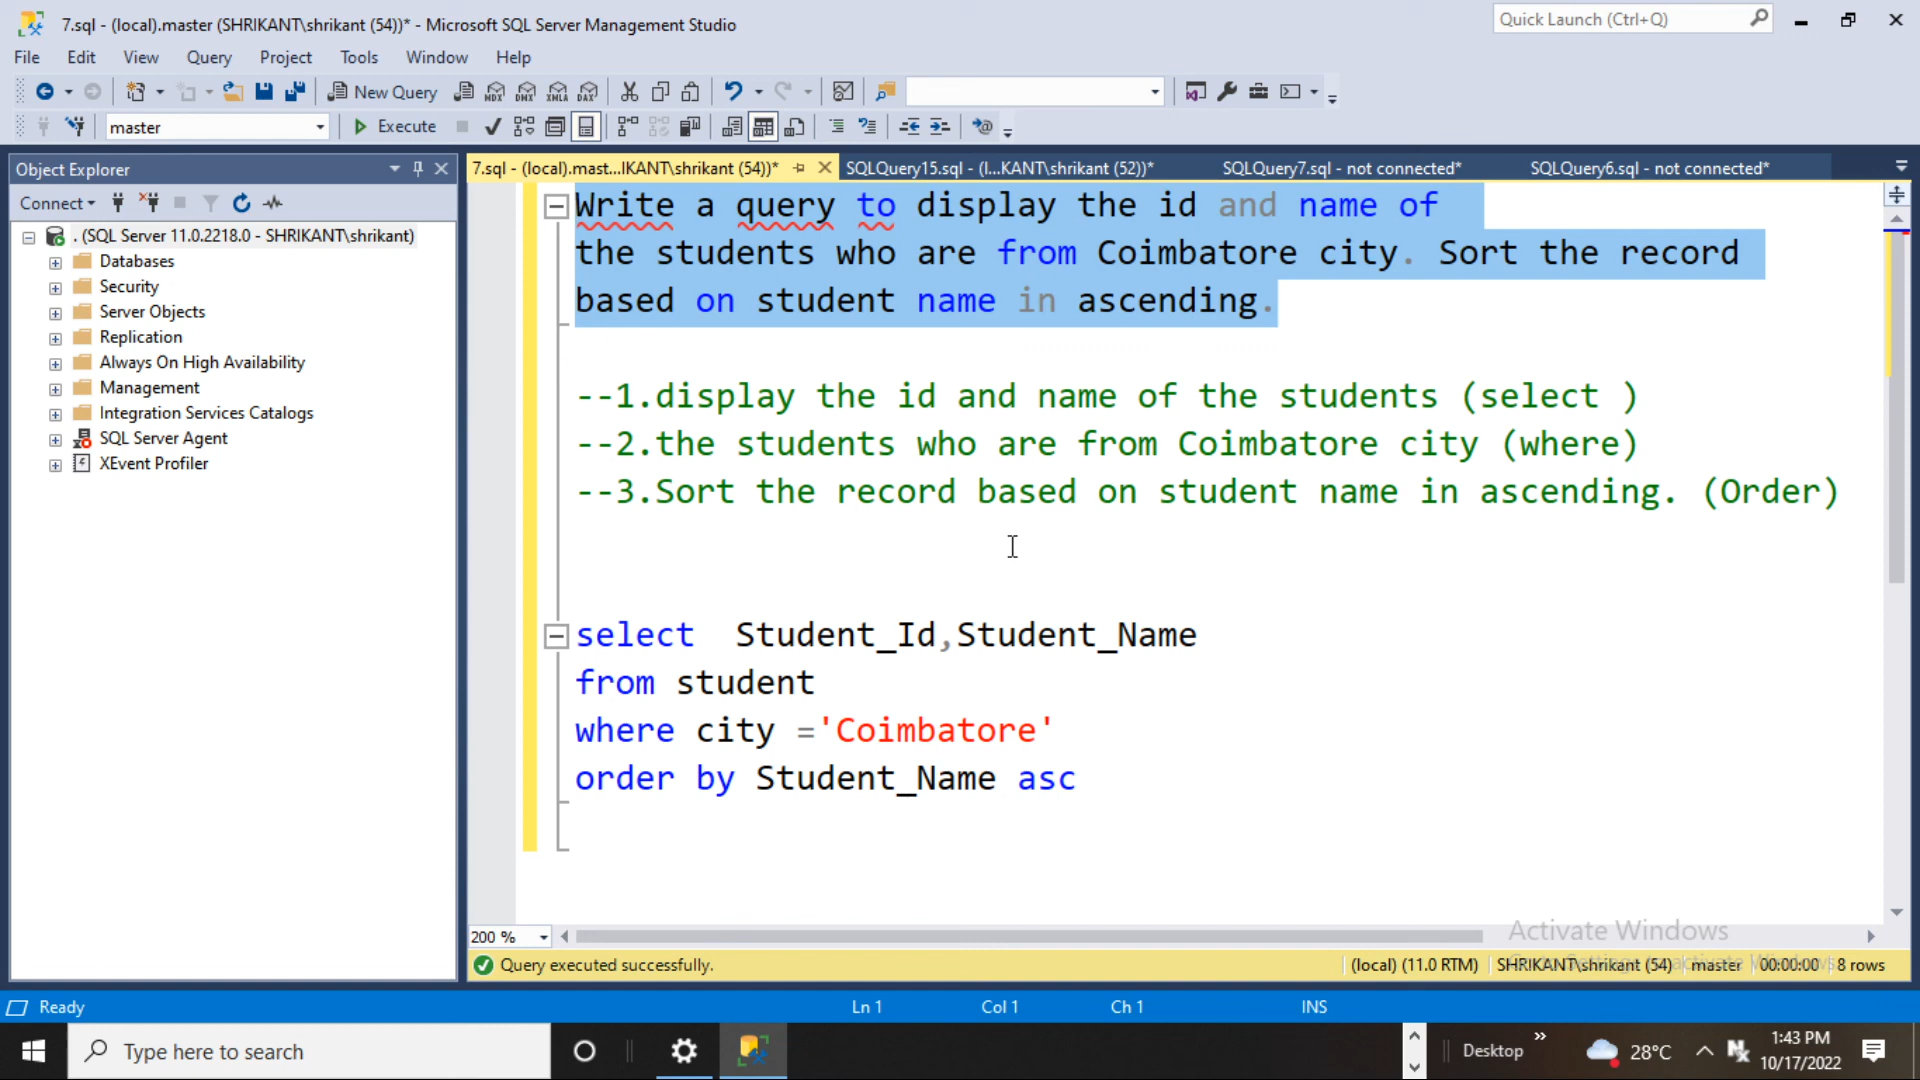 7.sql - (local).master (SHRIKANT\shrikant (54))* - Microsoft SQL Server Management Studio
Quick Launch (Ctrl+Q)
File Edit View Query Project Tools Window Help
New Query
MDX DMX XMLA DAX
master
Execute
Object Explorer
7.sql - (local).mast...IKANT\shrikant (54))*
SQLQuery15.sql - (l...KANT\shrikant (52))*
SQLQuery7.sql - not connected*
SQLQuery6.sql - not connected*
Connect
. (SQL Server 11.0.2218.0 - SHRIKANT\shrikant)
Databases
Security
Server Objects
Replication
Always On High Availability
Management
Integration Services Catalogs
SQL Server Agent
XEvent Profiler
Write a query to display the id and name of
the students who are from Coimbatore city. Sort the record
based on student name in ascending.
--1.display the id and name of the students (select )
--2.the students who are from Coimbatore city (where)
--3.Sort the record based on student name in ascending. (Order)
select  Student_Id,Student_Name
from student
where city ='Coimbatore'
order by Student_Name asc
200 %
Activate Windows
Query executed successfully.
(local) (11.0 RTM) SHRIKANT\shrikant (54) master 00:00:00 8 rows
Ready
Ln 1 Col 1 Ch 1 INS
Type here to search
Desktop
28°C
1:43 PM
10/17/2022